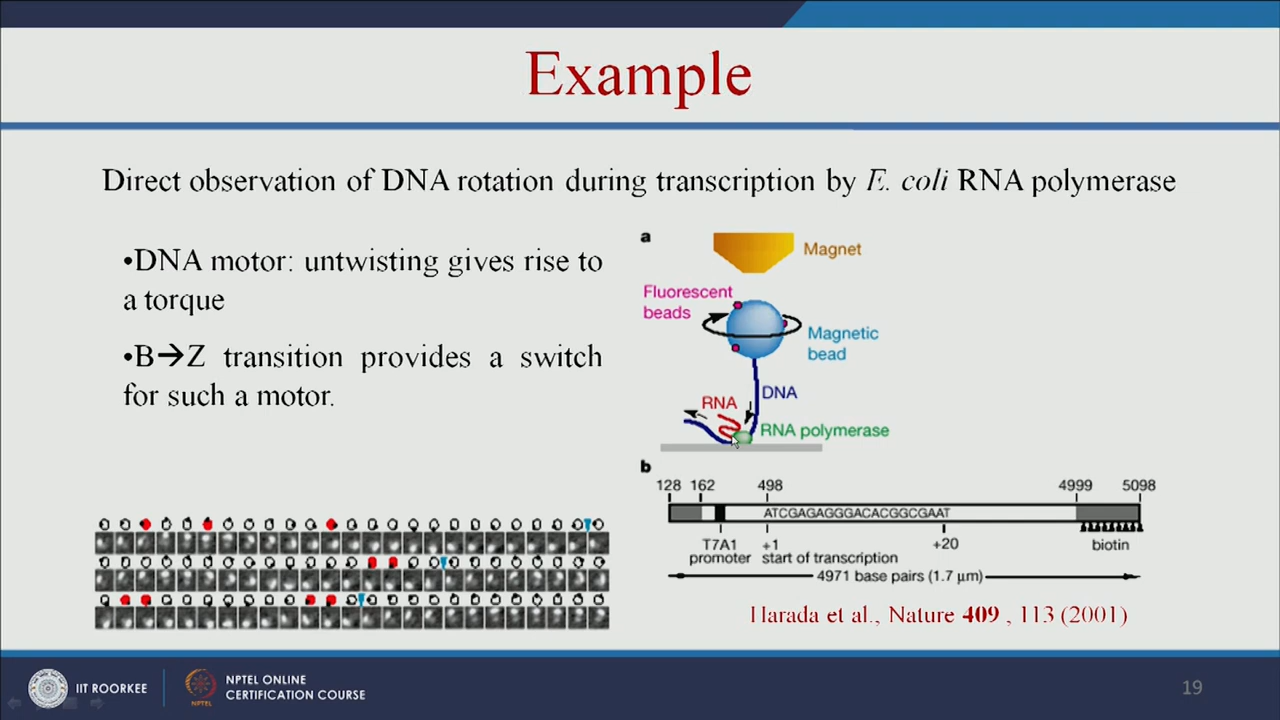 Example
Direct observation of DNA rotation during transcription by E. coli RNA polymerase
•DNA motor: untwisting gives rise to
a torque
•B→Z transition provides a switch
for such a motor.
a
Magnet
Fluorescent
beads
Magnetic
bead
DNA
RNA
RNA polymerase
b
128 162 498 4999 5098
ATCGAGAGGGACACGGCGAAT
T7A1 +1 +20 biotin
promoter start of transcription
4971 base pairs (1.7 μm)
Harada et al., Nature 409 , 113 (2001)
IIT ROORKEE
NPTEL
NPTEL ONLINE
CERTIFICATION COURSE
19